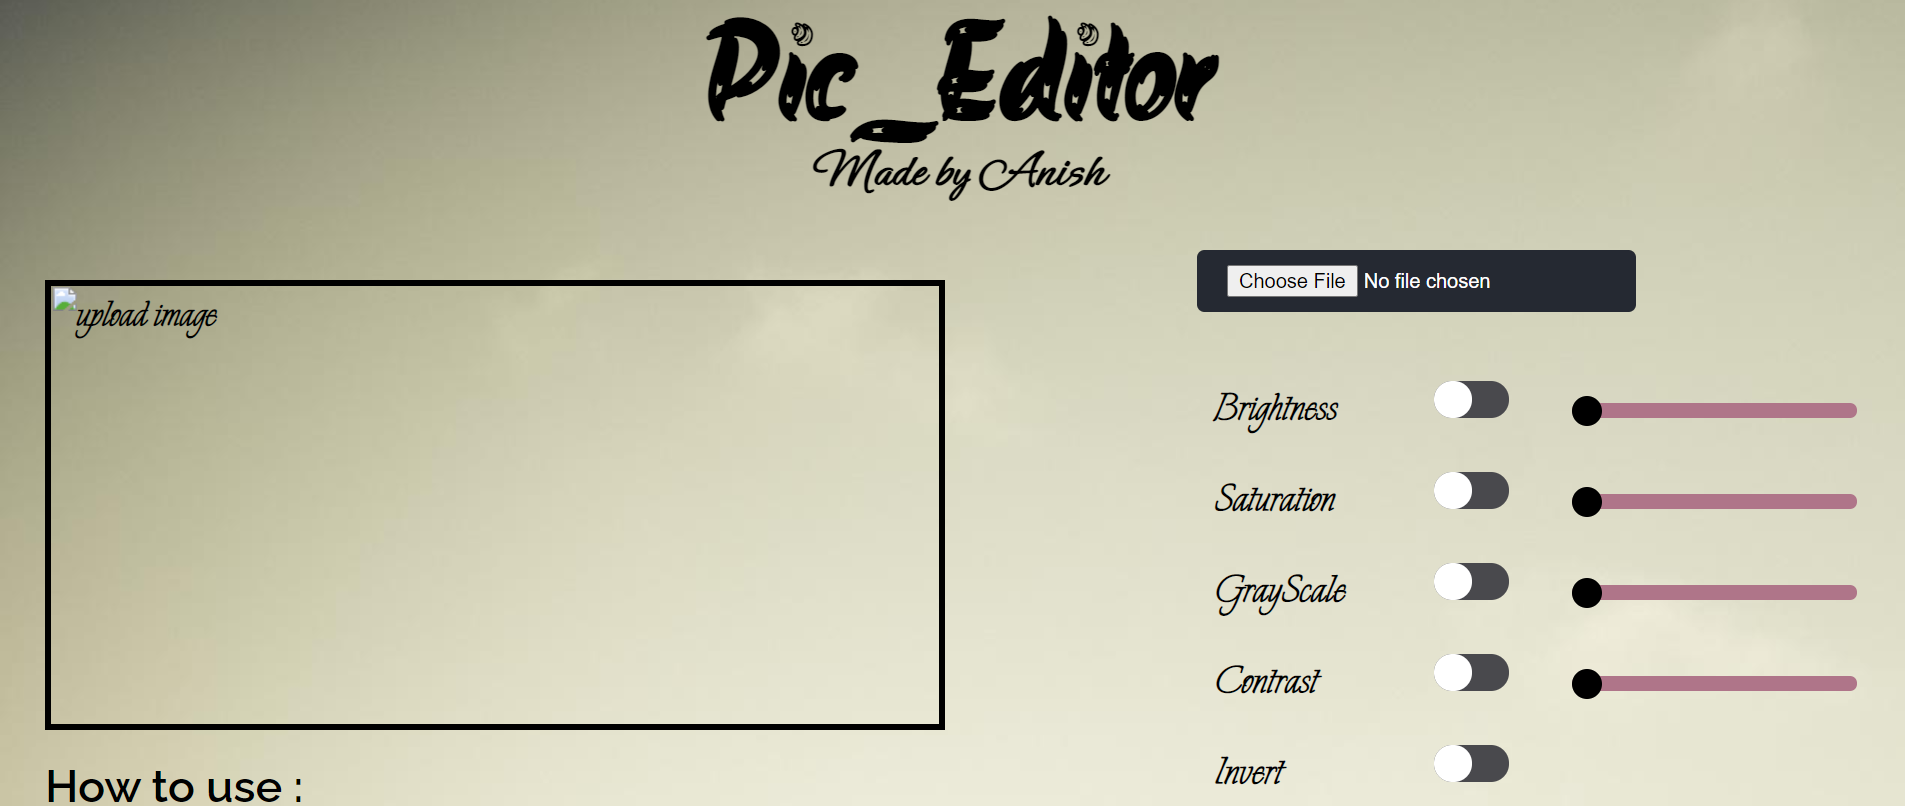 Pic_Editor
Made by Anish
Choose File No file chosen
upload image
Brightness
Saturation
GrayScale
Contrast
Invert
How to use :